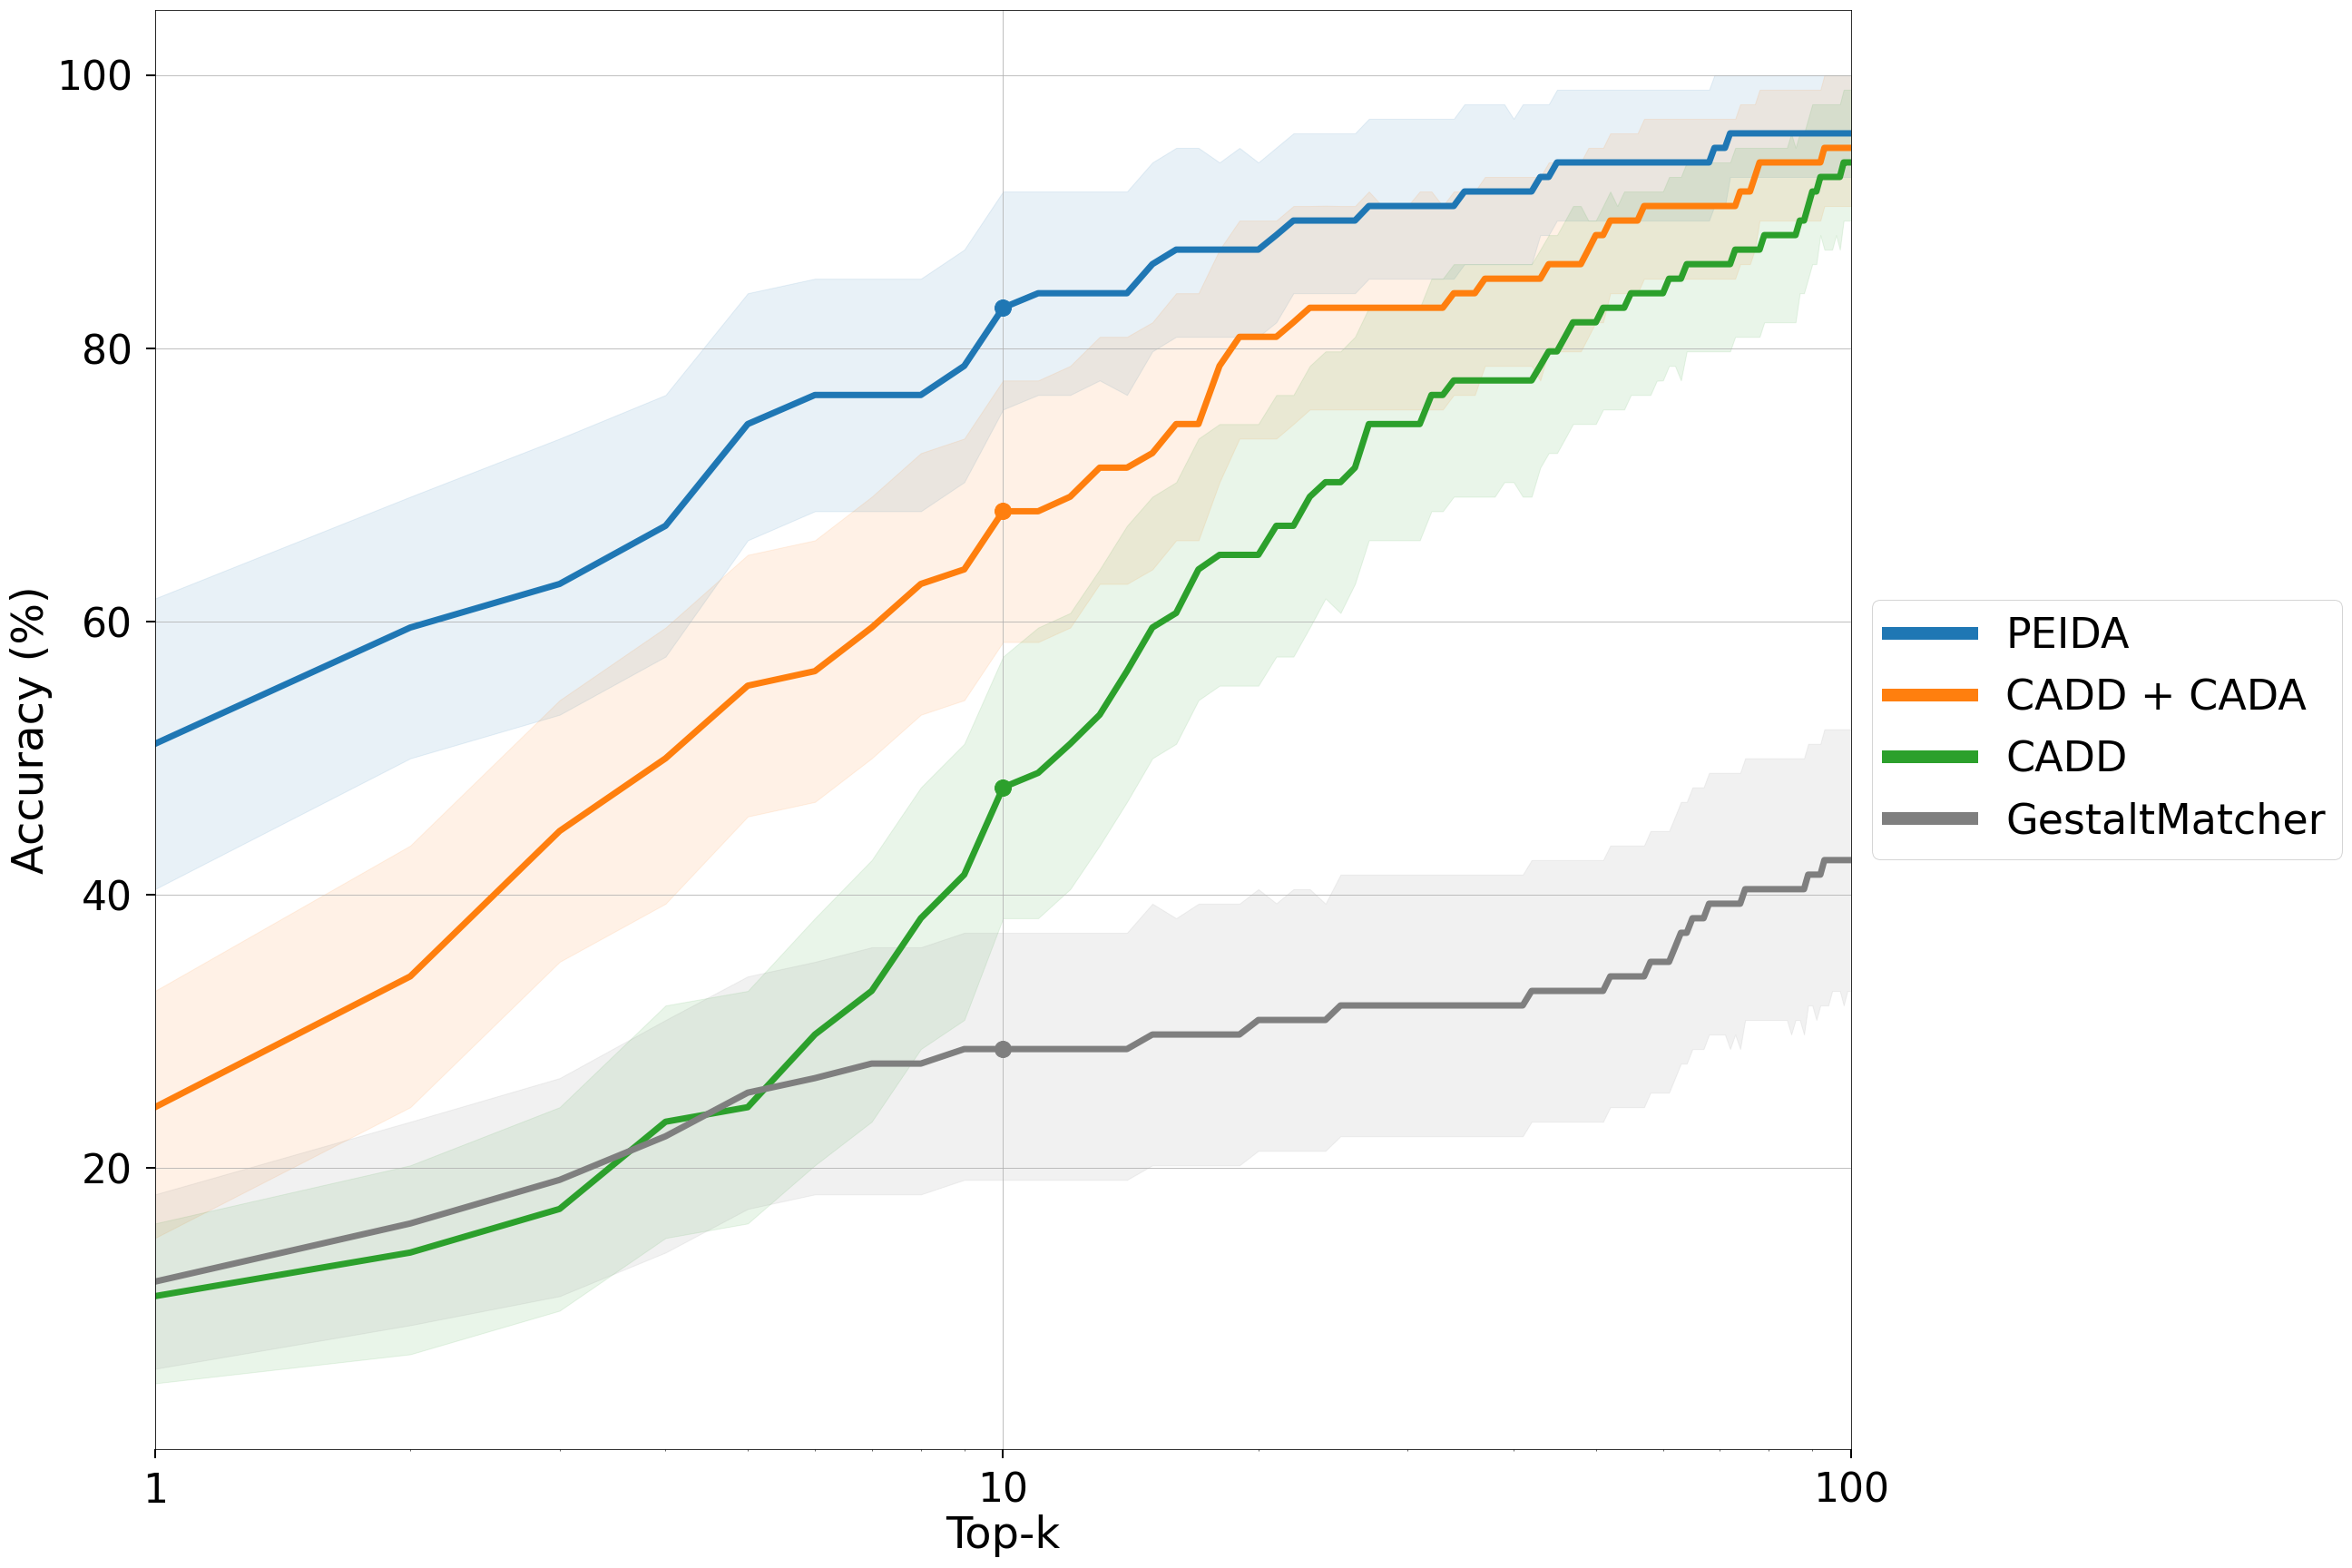 100
80
60
40
20
Accuracy (%)
1
10
100
Top-k
PEIDA
CADD + CADA
CADD
GestaltMatcher